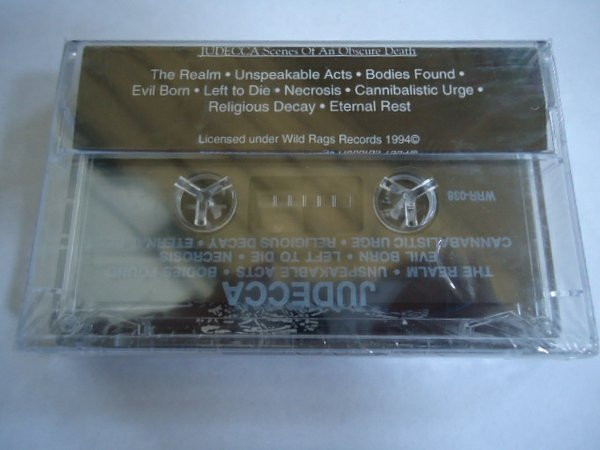 JUDECCA Scenes Of An Obscure Death
The Realm • Unspeakable Acts • Bodies Found •
Evil Born • Left to Die • Necrosis • Cannibalistic Urge •
Religious Decay • Eternal Rest
Licensed under Wild Rags Records 1994©
WRR-038
JUDECCA
THE REALM • UNSPEAKABLE ACTS • BODIES FOUND
EVIL BORN • LEFT TO DIE • NECROSIS
CANNABALISTIC URGE • RELIGIOUS DECAY • ETERNAL